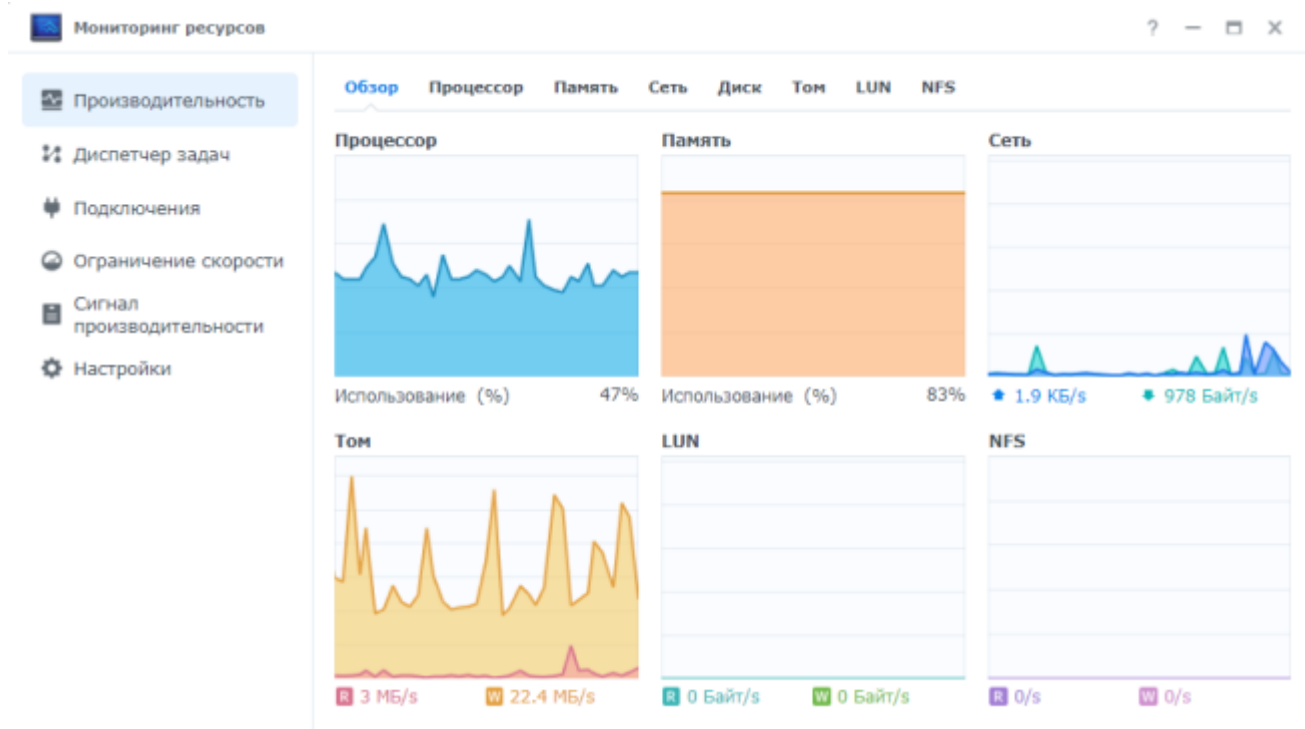 Мониторинг ресурсов
?
Производительность
Диспетчер задач
Подключения
Ограничение скорости
Сигнал
производительности
Настройки
Обзор Процессор Память Сеть Диск Том LUN NFS
Процессор
Использование (%) 47%
Память
Использование (%) 83%
Сеть
1.9 КБ/s 978 Байт/s
Том
R 3 МБ/s W 22.4 МБ/s
LUN
R 0 Байт/s W 0 Байт/s
NFS
R 0/s W 0/s